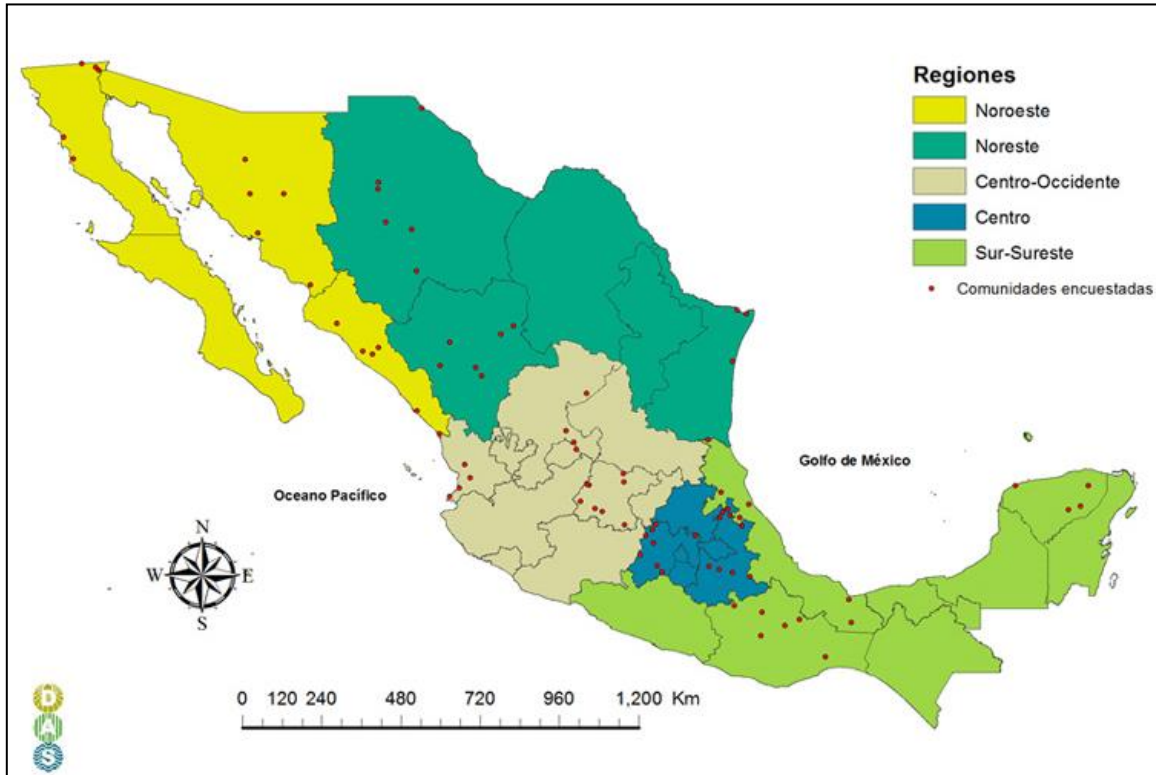 Regiones
Noroeste
Noreste
Centro-Occidente
Centro
Sur-Sureste
Comunidades encuestadas
Golfo de México
Oceano Pacífico
N
W E
S
0 120 240 480 720 960 1,200 Km
D
A
S